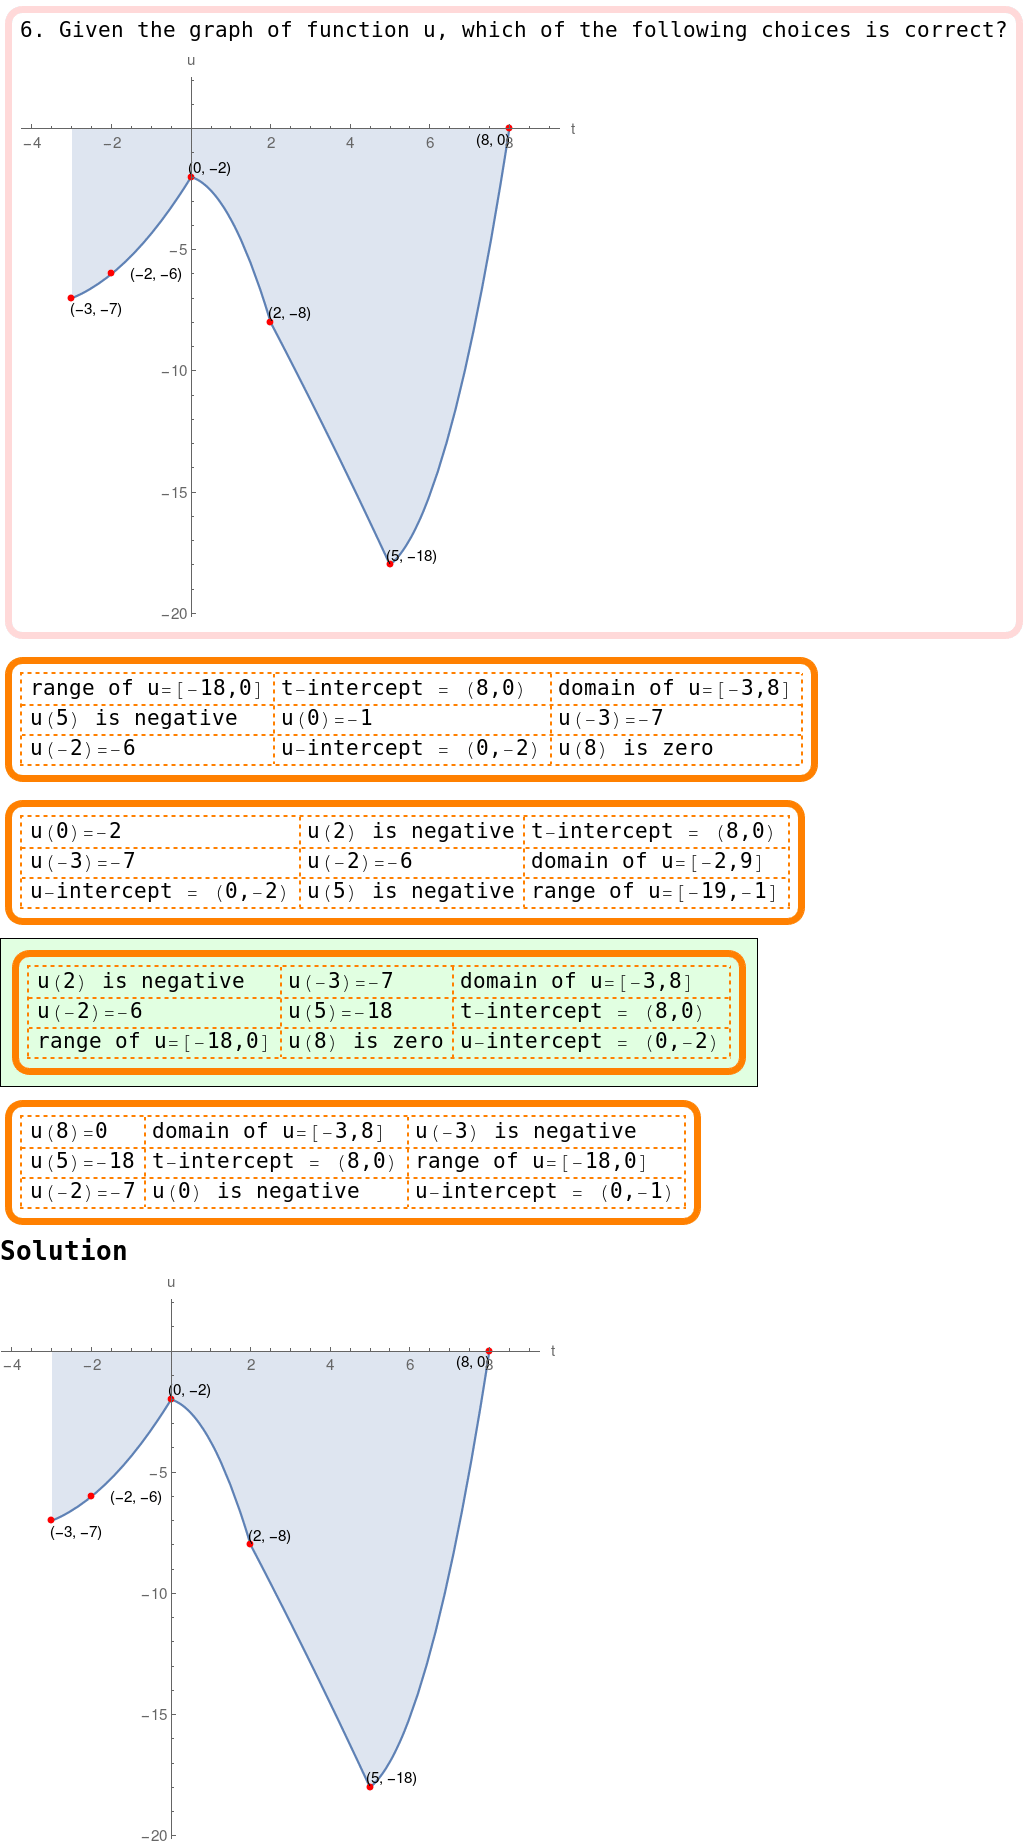 6. Given the graph of function u, which of the following choices is correct?
u
t
−4 −2 2 4 6 8
(8, 0)
(0, −2)
−5
(−2, −6)
(−3, −7)
(2, −8)
−10
−15
(5, −18)
−20
range of u=[-18,0] t-intercept = (8,0) domain of u=[-3,8]
u(5) is negative u(0)=-1 u(-3)=-7
u(-2)=-6 u-intercept = (0,-2) u(8) is zero
u(0)=-2 u(2) is negative t-intercept = (8,0)
u(-3)=-7 u(-2)=-6 domain of u=[-2,9]
u-intercept = (0,-2) u(5) is negative range of u=[-19,-1]
u(2) is negative u(-3)=-7 domain of u=[-3,8]
u(-2)=-6 u(5)=-18 t-intercept = (8,0)
range of u=[-18,0] u(8) is zero u-intercept = (0,-2)
u(8)=0 domain of u=[-3,8] u(-3) is negative
u(5)=-18 t-intercept = (8,0) range of u=[-18,0]
u(-2)=-7 u(0) is negative u-intercept = (0,-1)
Solution
u
t
−4 −2 2 4 6 8
(8, 0)
(0, −2)
−5
(−2, −6)
(−3, −7)
(2, −8)
−10
−15
(5, −18)
−20